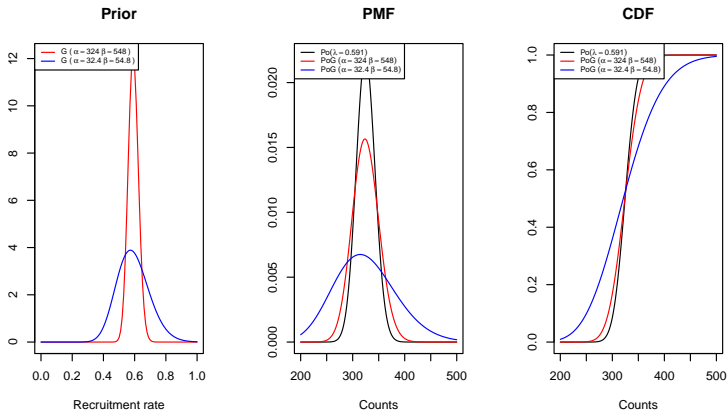 Prior
G ( α=324 β=548)
G ( α=32.4 β=54.8)
0
2
4
6
8
10
12
0.0
0.2
0.4
0.6
0.8
1.0
Recruitment rate
PMF
Po(λ=0.591)
PoG ( α=324 β=548)
PoG ( α=32.4 β=54.8)
0.000
0.005
0.010
0.015
0.020
200
300
400
500
Counts
CDF
Po(λ=0.591)
PoG ( α=324 β=548)
PoG ( α=32.4 β=54.8)
0.0
0.2
0.4
0.6
0.8
1.0
200
300
400
500
Counts